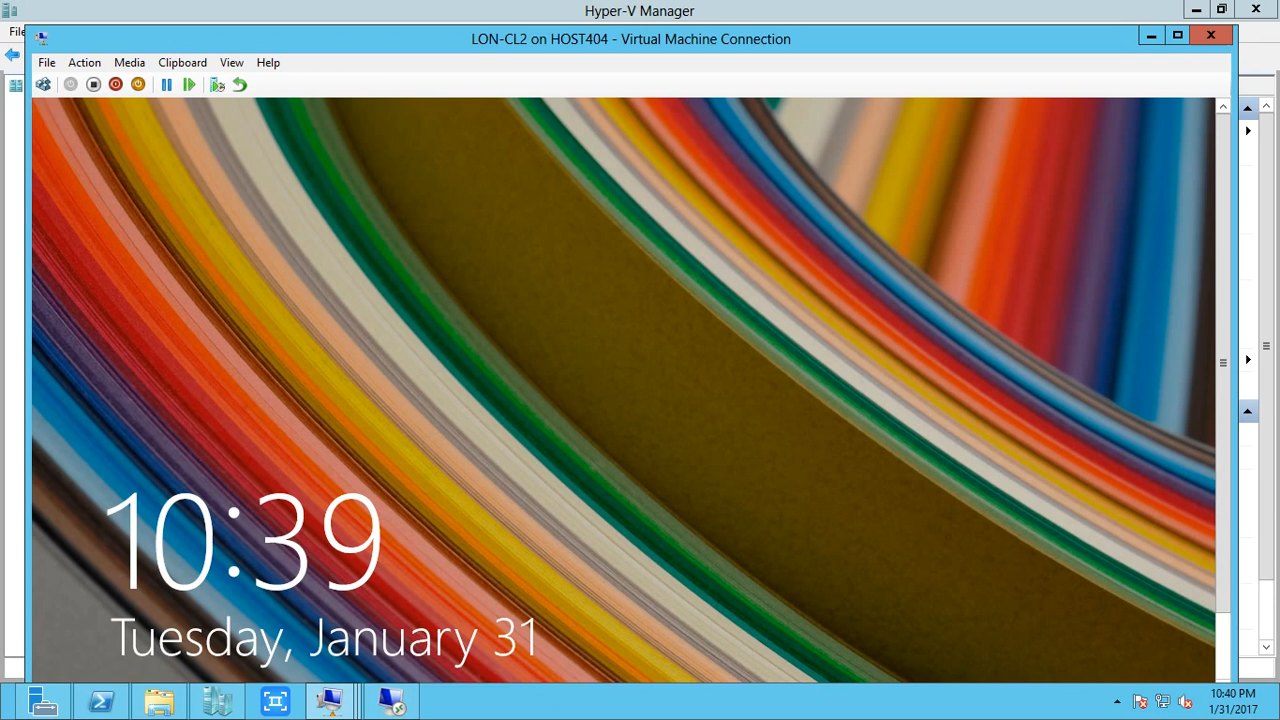 Hyper-V Manager
File
LON-CL2 on HOST404 - Virtual Machine Connection
File Action Media Clipboard View Help
10:39
Tuesday, January 31
10:40 PM
1/31/2017